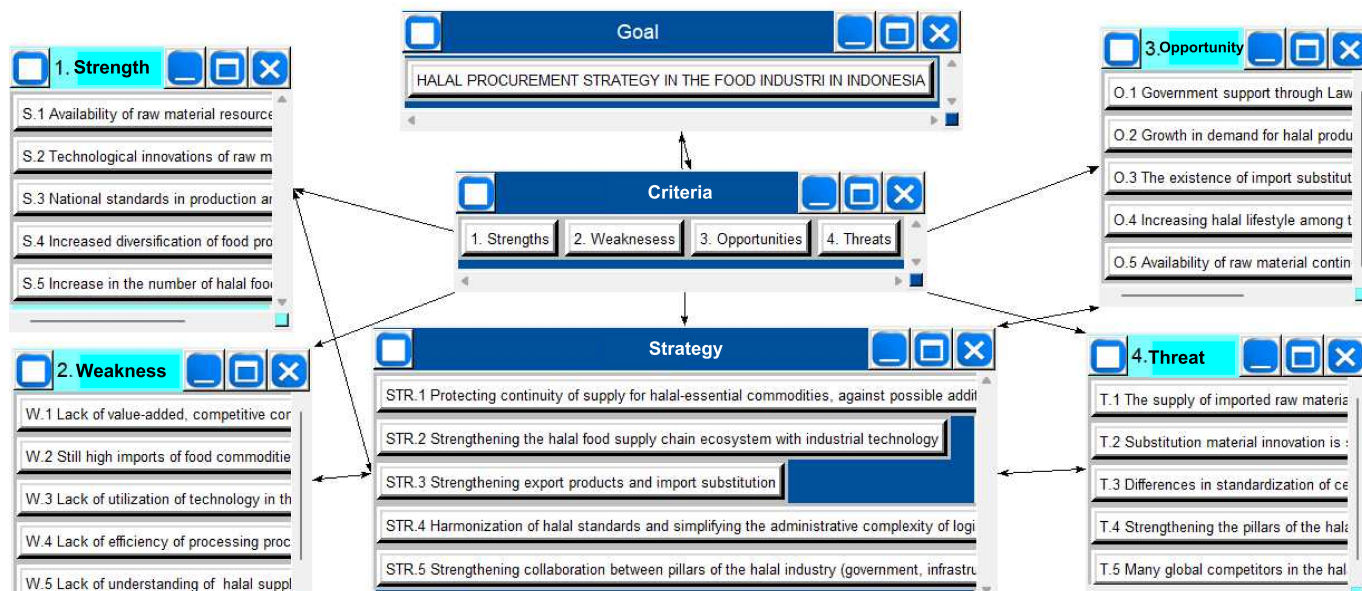 Goal
HALAL PROCUREMENT STRATEGY IN THE FOOD INDUSTRI IN INDONESIA
1. Strength
S.1 Availability of raw material resource
S.2 Technological innovations of raw m
S.3 National standards in production ar
S.4 Increased diversification of food pro
S.5 Increase in the number of halal foo
Criteria
1. Strengths
2. Weaknesess
3. Opportunities
4. Threats
3.Opportunity
O.1 Government support through Law
O.2 Growth in demand for halal produ
O.3 The existence of import substitut
O.4 Increasing halal lifestyle among t
O.5 Availability of raw material contin
2. Weakness
W.1 Lack of value-added, competitive cor
W.2 Still high imports of food commoditie
W.3 Lack of utilization of technology in th
W.4 Lack of efficiency of processing proc
W.5 Lack of understanding of halal suppl
Strategy
STR.1 Protecting continuity of supply for halal-essential commodities, against possible addit
STR.2 Strengthening the halal food supply chain ecosystem with industrial technology
STR.3 Strengthening export products and import substitution
STR.4 Harmonization of halal standards and simplifying the administrative complexity of logi
STR.5 Strengthening collaboration between pillars of the halal industry (government, infrastru
4.Threat
T.1 The supply of imported raw materia
T.2 Substitution material innovation is s
T.3 Differences in standardization of ce
T.4 Strengthening the pillars of the hala
T.5 Many global competitors in the hal